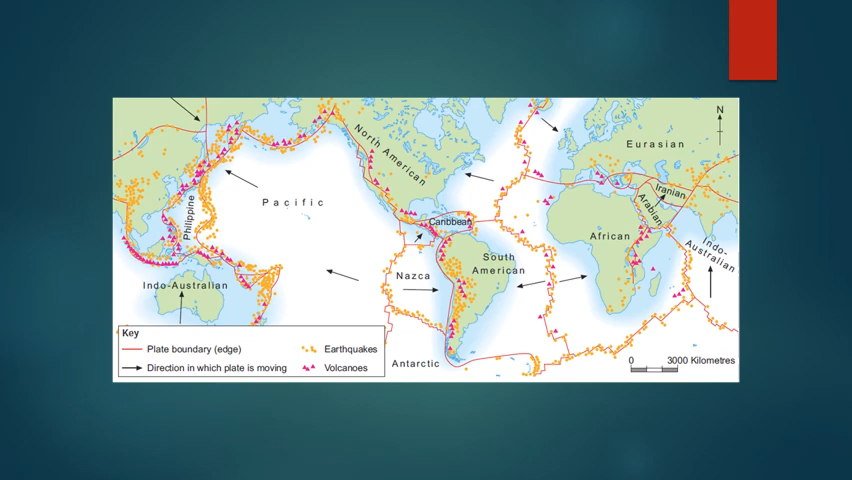 N
North American
Eurasian
Pacific
Philippine
Caribbean
Iranian
Arabian
African
Indo-
Australian
South
American
Nazca
Indo-Australian
Antarctic
Key
Plate boundary (edge)
Earthquakes
Direction in which plate is moving
Volcanoes
0 3000 Kilometres